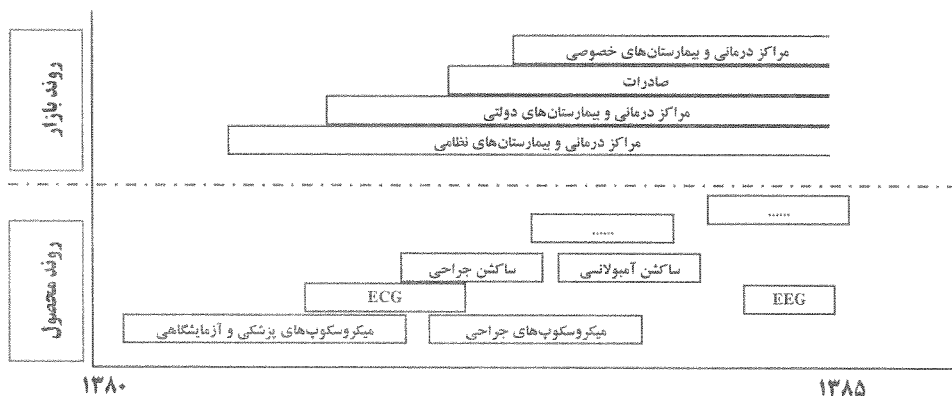 روند بازار
مراکز درمانی و بیمارستان‌های خصوصی
صادرات
مراکز درمانی و بیمارستان‌های دولتی
مراکز درمانی و بیمارستان‌های نظامی
روند محصول
......
......
ساکشن جراحی
ساکشن آمبولانسی
ECG
EEG
میکروسکوپ‌های پزشکی و آزمایشگاهی
میکروسکوپ‌های جراحی
۱۳۸۰
۱۳۸۵